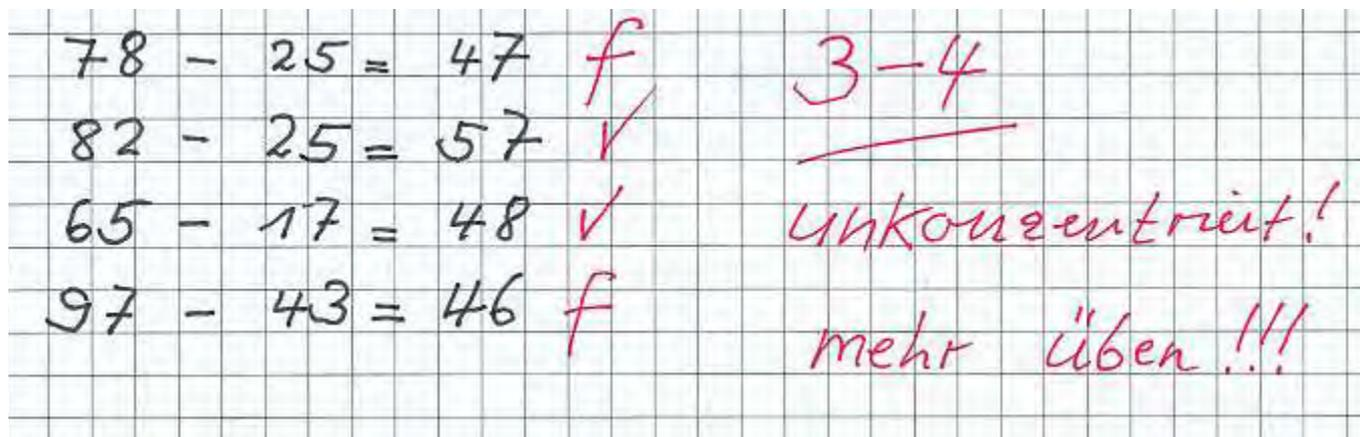 78 - 25 = 47 f 3-4
82 - 25 = 57 ✓
65 - 17 = 48 ✓ unkonzentriert!
97 - 43 = 46 f mehr üben!!!